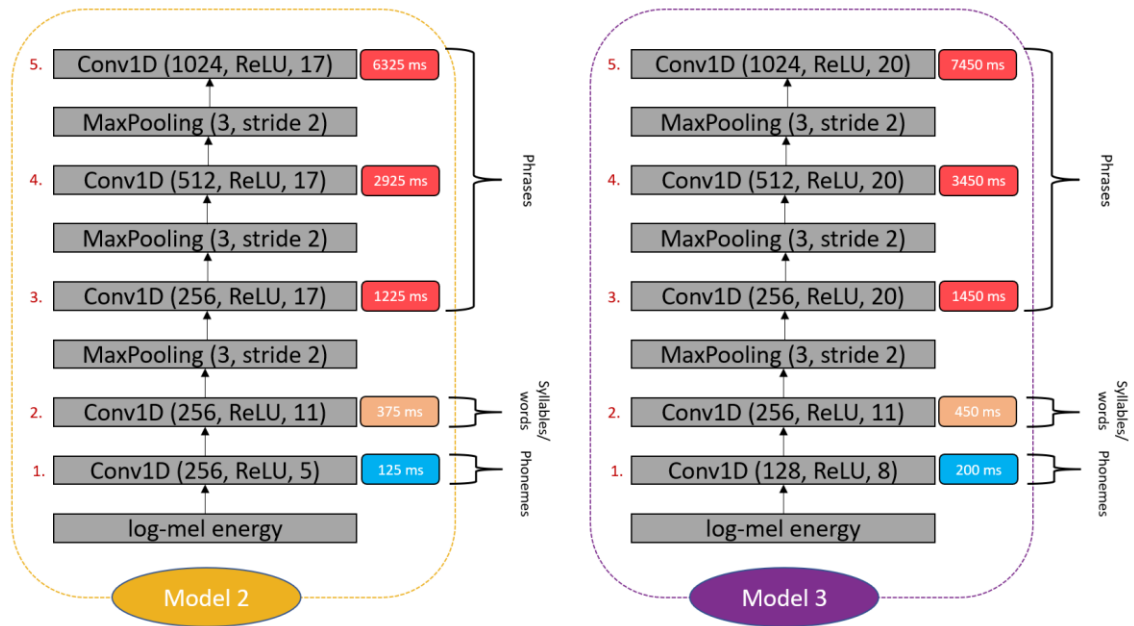 5. Conv1D (1024, ReLU, 17) 6325 ms
MaxPooling (3, stride 2)
4. Conv1D (512, ReLU, 17) 2925 ms
MaxPooling (3, stride 2)
3. Conv1D (256, ReLU, 17) 1225 ms
MaxPooling (3, stride 2)
2. Conv1D (256, ReLU, 11) 375 ms
1. Conv1D (256, ReLU, 5) 125 ms
log-mel energy
Phrases
Syllables/
words
Phonemes
Model 2
5. Conv1D (1024, ReLU, 20) 7450 ms
MaxPooling (3, stride 2)
4. Conv1D (512, ReLU, 20) 3450 ms
MaxPooling (3, stride 2)
3. Conv1D (256, ReLU, 20) 1450 ms
MaxPooling (3, stride 2)
2. Conv1D (256, ReLU, 11) 450 ms
1. Conv1D (128, ReLU, 8) 200 ms
log-mel energy
Phrases
Syllables/
words
Phonemes
Model 3